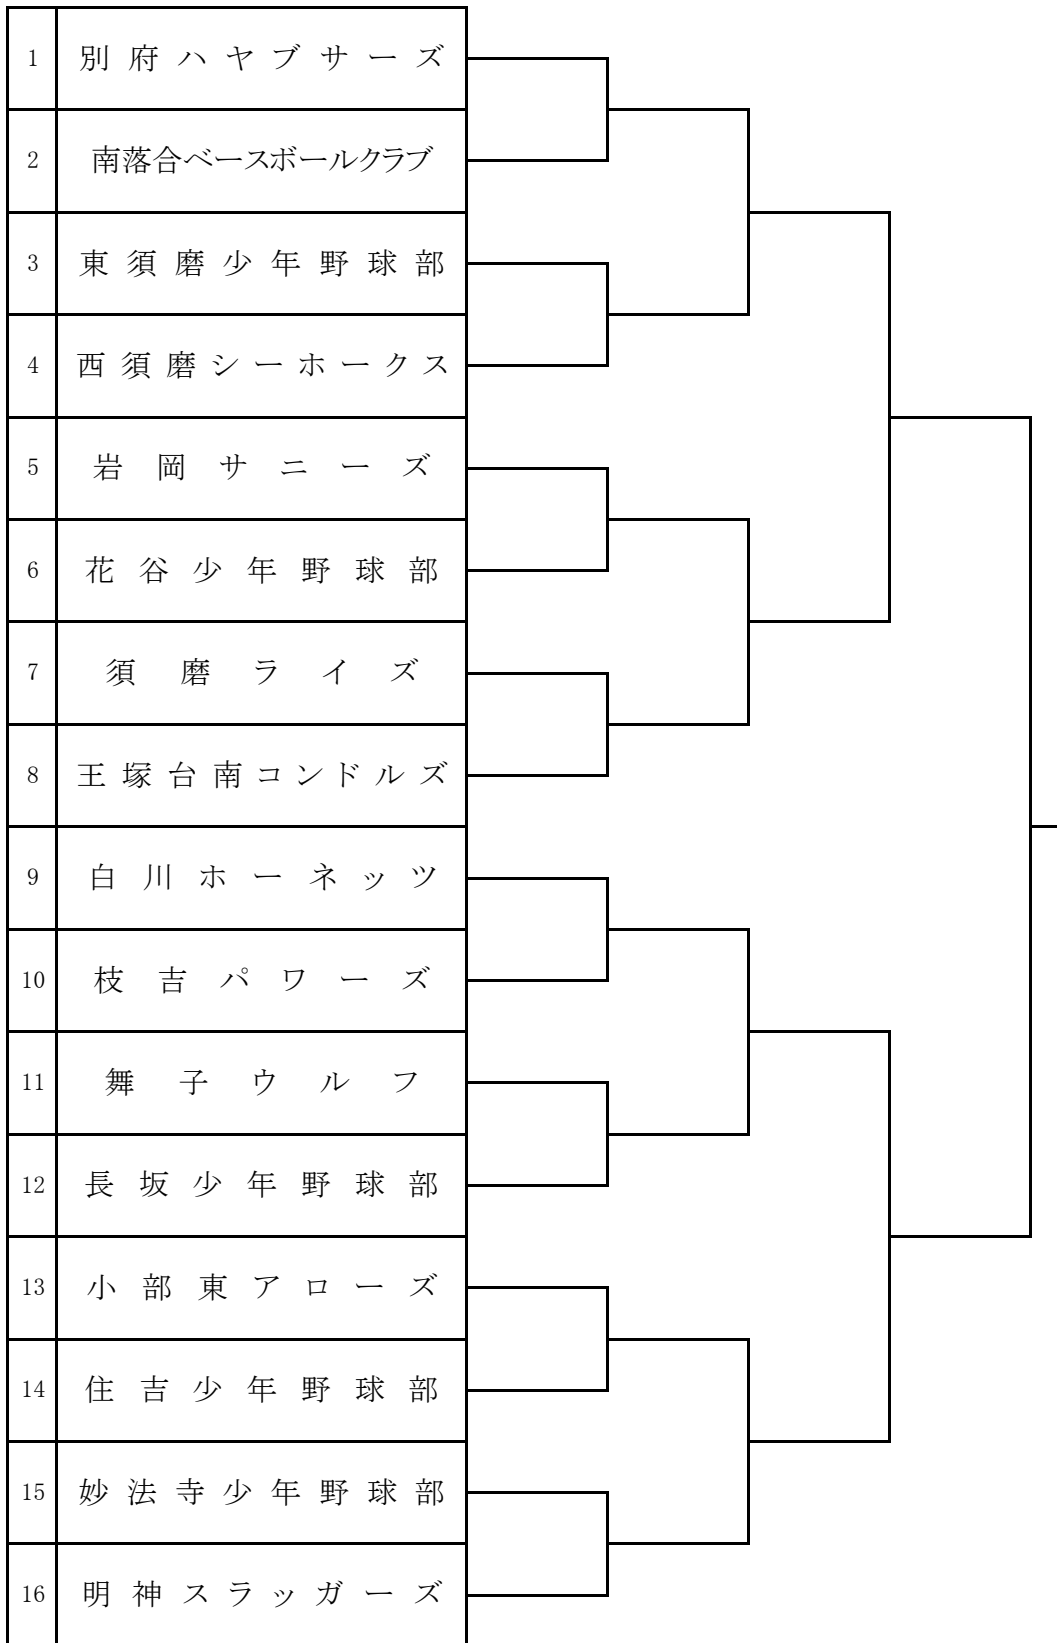 1 別府ハヤブサーズ
2 南落合ベースボールクラブ
3 東須磨少年野球部
4 西須磨シーホークス
5 岩岡サニーズ
6 花谷少年野球部
7 須磨ライズ
8 王塚台南コンドルズ
9 白川ホーネッツ
10 枝吉パワーズ
11 舞子ウルフ
12 長坂少年野球部
13 小部東アローズ
14 住吉少年野球部
15 妙法寺少年野球部
16 明神スラッガーズ